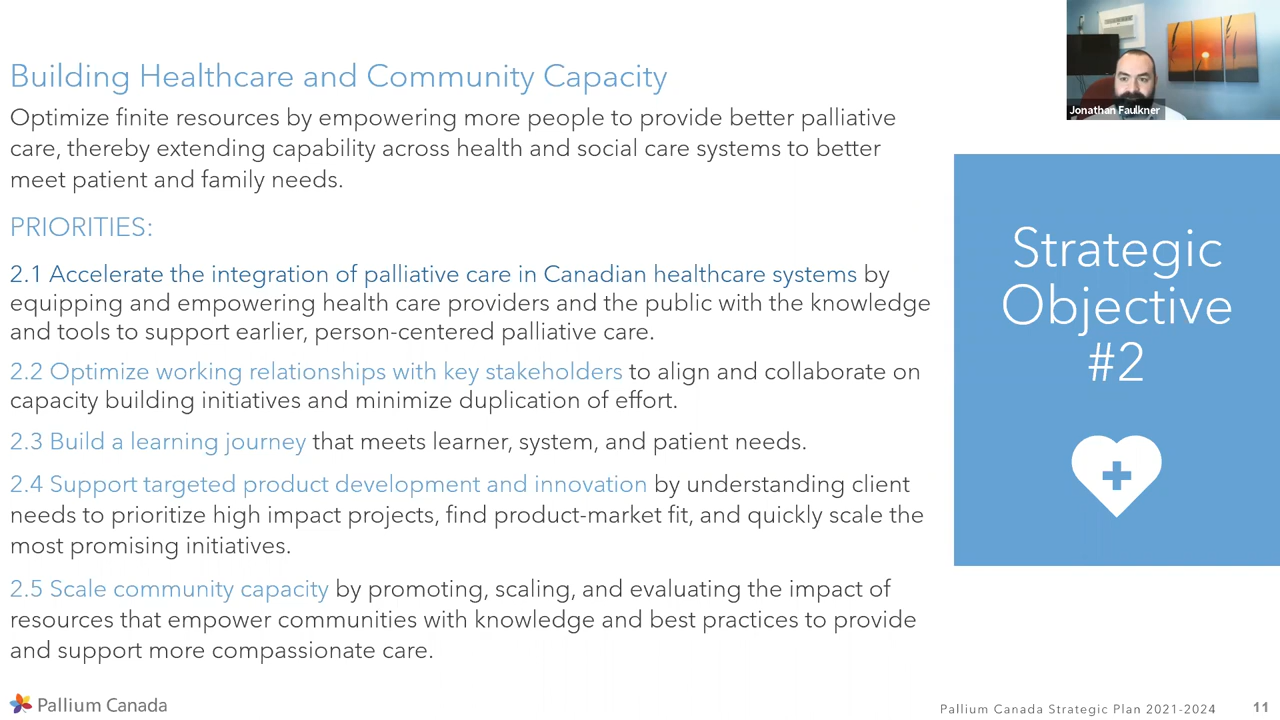 Building Healthcare and Community Capacity
Optimize finite resources by empowering more people to provide better palliative
care, thereby extending capability across health and social care systems to better
meet patient and family needs.
PRIORITIES:
2.1 Accelerate the integration of palliative care in Canadian healthcare systems by
equipping and empowering health care providers and the public with the knowledge
and tools to support earlier, person-centered palliative care.
2.2 Optimize working relationships with key stakeholders to align and collaborate on
capacity building initiatives and minimize duplication of effort.
2.3 Build a learning journey that meets learner, system, and patient needs.
2.4 Support targeted product development and innovation by understanding client
needs to prioritize high impact projects, find product-market fit, and quickly scale the
most promising initiatives.
2.5 Scale community capacity by promoting, scaling, and evaluating the impact of
resources that empower communities with knowledge and best practices to provide
and support more compassionate care.
Jonathan Faulkner
Strategic
Objective
#2
Pallium Canada
Pallium Canada Strategic Plan 2021-2024
11